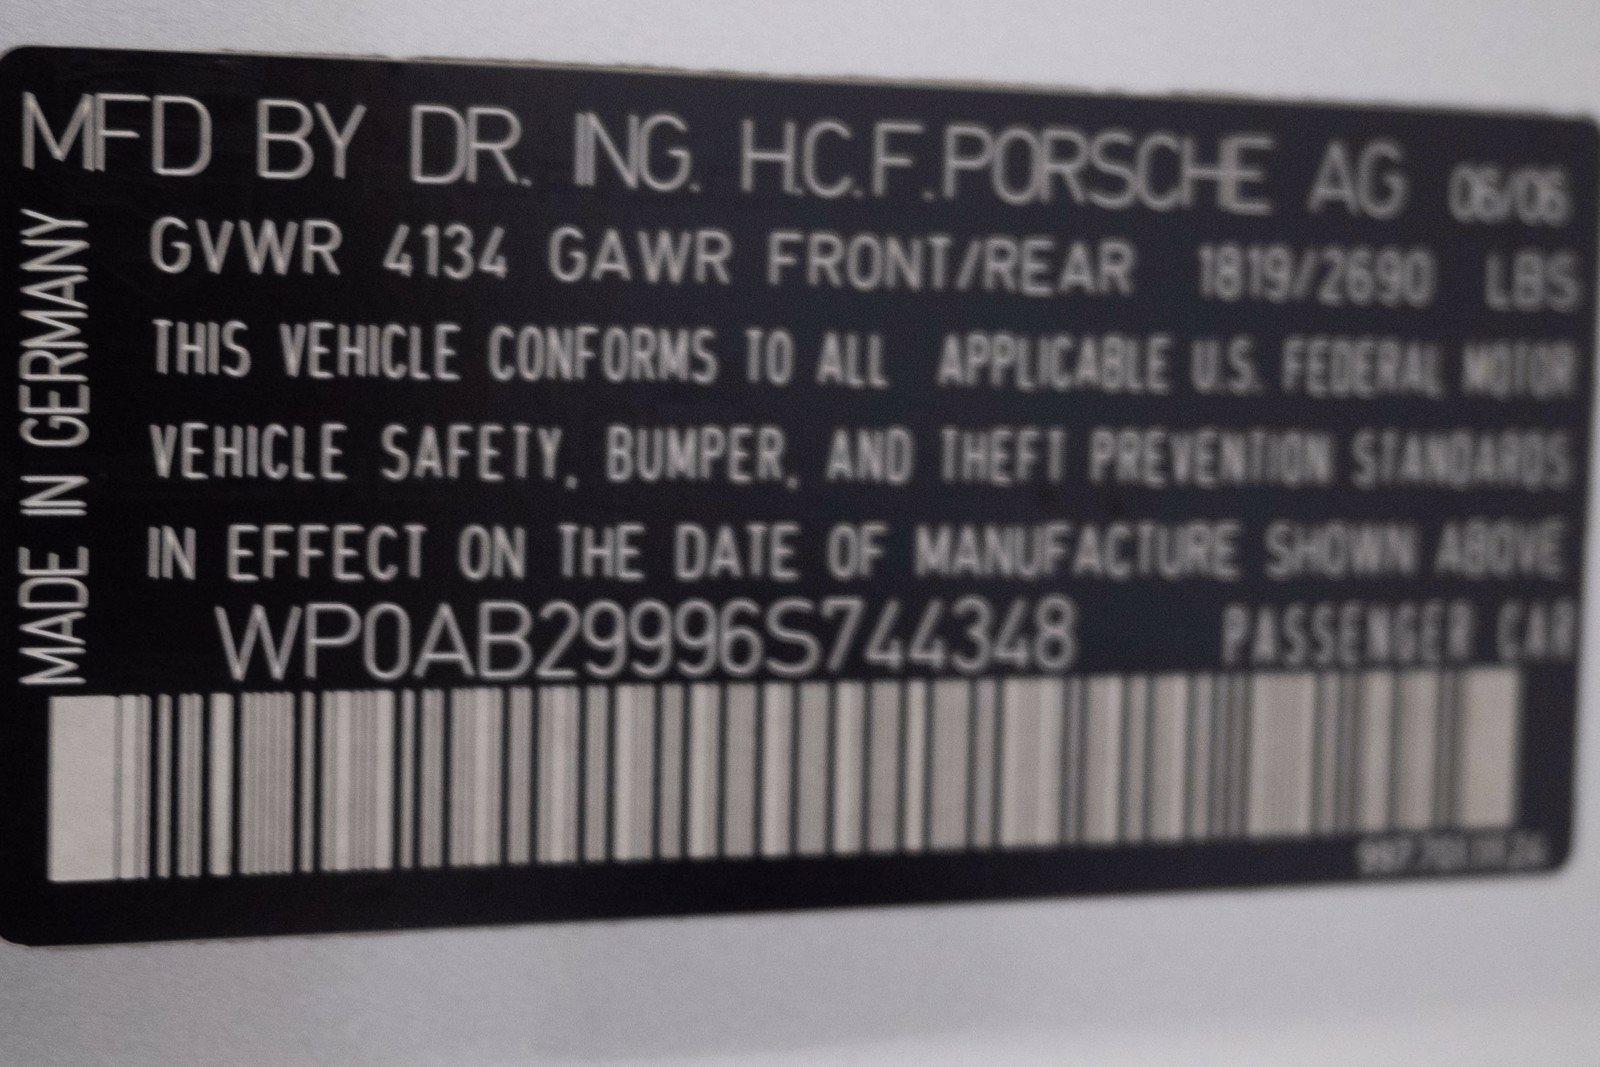 MFD BY DR. ING. H.C.F.PORSCHE AG 06/06
MADE IN GERMANY
GVWR 4134 GAWR FRONT/REAR 1819/2690 LBS
THIS VEHICLE CONFORMS TO ALL APPLICABLE U.S. FEDERAL MOTOR
VEHICLE SAFETY, BUMPER, AND THEFT PREVENTION STANDARDS
IN EFFECT ON THE DATE OF MANUFACTURE SHOWN ABOVE
WP0AB29996S744348 PASSENGER CAR